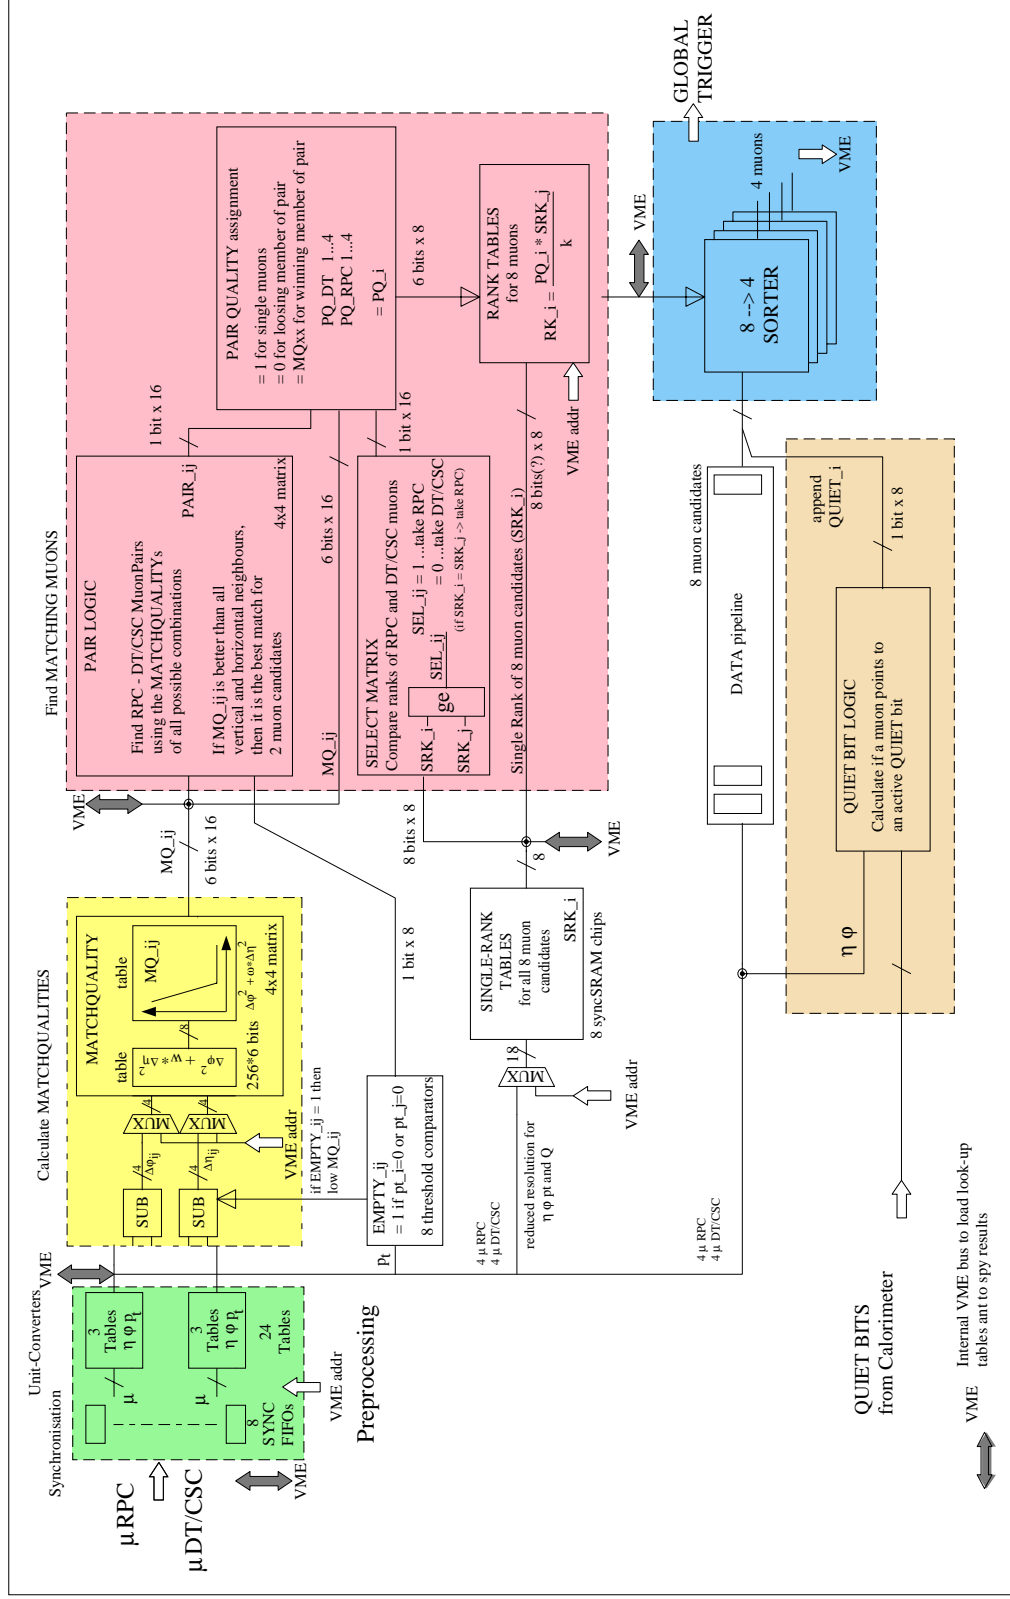 Synchronisation
Unit-Converters
VME
μRPC
μDT/CSC
VME
8
SYNC
FIFOs
μ
μ
3
Tables
η φ pt
3
Tables
η φ pt
24
Tables
VME addr
Preprocessing
Calculate MATCHQUALITIES
SUB
SUB
4
Δφij
4
Δηij
MUX
MUX
4
4
VME addr
MATCHQUALITY
table
Δφ² + w*Δη²
256*6 bits
8
table
MQ_ij
Δφ² + ω*Δη²
4x4 matrix
if EMPTY_ij = 1 then
low MQ_ij
pt
EMPTY_ij
= 1 if pt_i=0 or pt_j=0
8 threshold comparators
1 bit x 8
MQ_ij
6 bits x 16
VME
Find MATCHING MUONS
PAIR LOGIC
Find RPC - DT/CSC MuonPairs
using the MATCHQUALITYs
of all possible combinations
If MQ_ij is better than all
vertical and horizontal neighbours,
then it is the best match for
2 muon candidates
PAIR_ij
4x4 matrix
1 bit x 16
MQ_ij
6 bits x 16
PAIR QUALITY assignment
= 1 for single muons
= 0 for loosing member of pair
= MQxx for winning member of pair
PQ_DT 1...4
PQ_RPC 1...4
= PQ_i
SELECT MATRIX
Compare ranks of RPC and DT/CSC muons
SRK_i
SRK_j
ge
SEL_ij
SEL_ij = 1 ...take RPC
= 0 ...take DT/CSC
(if SRK_i = SRK_j -> take RPC)
1 bit x 16
6 bits x 8
8 bits x 8
4 μ RPC
4 μ DT/CSC
reduced resolution for
η φ pt and Q
MUX
18
VME addr
SINGLE-RANK
TABLES
for all 8 muon
candidates
SRK_i
8 syncSRAM chips
8
VME
Single Rank of 8 muon candidates (SRK_i)
8 bits(?) x 8
VME addr
RANK TABLES
for 8 muons
RK_i =
PQ_i * SRK_j
k
VME
GLOBAL
TRIGGER
8 --> 4
SORTER
4 muons
VME
4 μ RPC
4 μ DT/CSC
DATA pipeline
8 muon candidates
η φ
QUIET BIT LOGIC
Calculate if a muon points to
an active QUIET bit
append
QUIET_i
1 bit x 8
QUIET BITS
from Calorimeter
VME
Internal VME bus to load look-up
tables ant to spy results